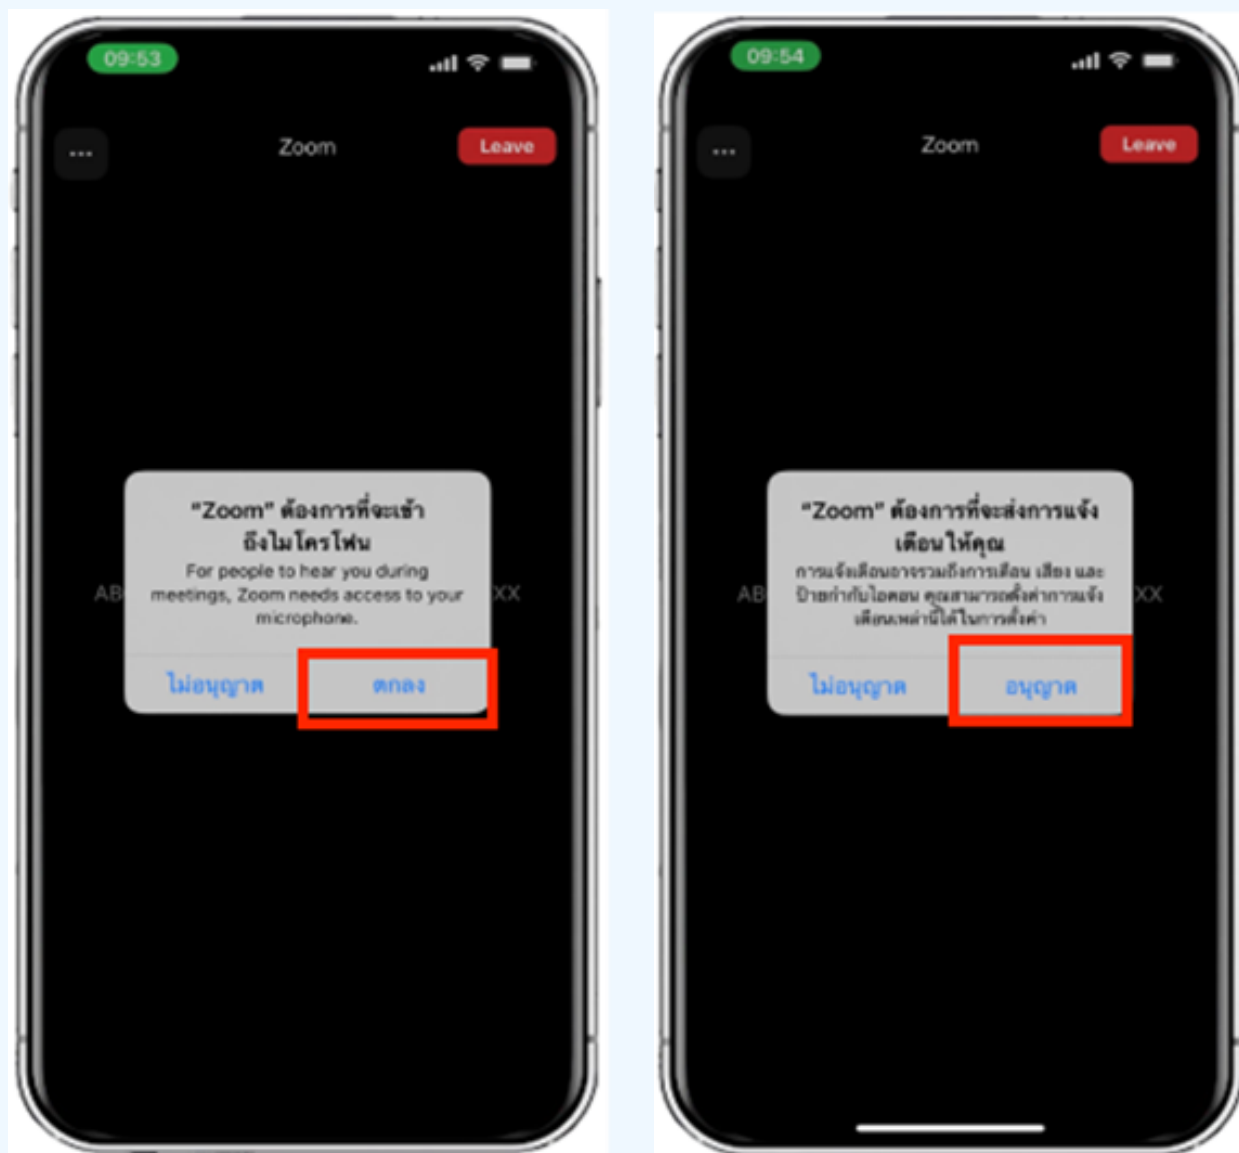 09:53
Zoom
Leave
“Zoom” ต้องการที่จะเข้า
ถึงไมโครโฟน
For people to hear you during
meetings, Zoom needs access to your
microphone.
AB
XX
ไม่อนุญาต
ตกลง
09:54
Zoom
Leave
“Zoom” ต้องการที่จะส่งการแจ้ง
เตือนให้คุณ
การแจ้งเตือนอาจรวมถึงการเตือน เสียง และ
ป้ายกำกับไอคอน คุณสามารถตั้งค่าการแจ้ง
เตือนเหล่านี้ได้ในการตั้งค่า
AB
XX
ไม่อนุญาต
อนุญาต